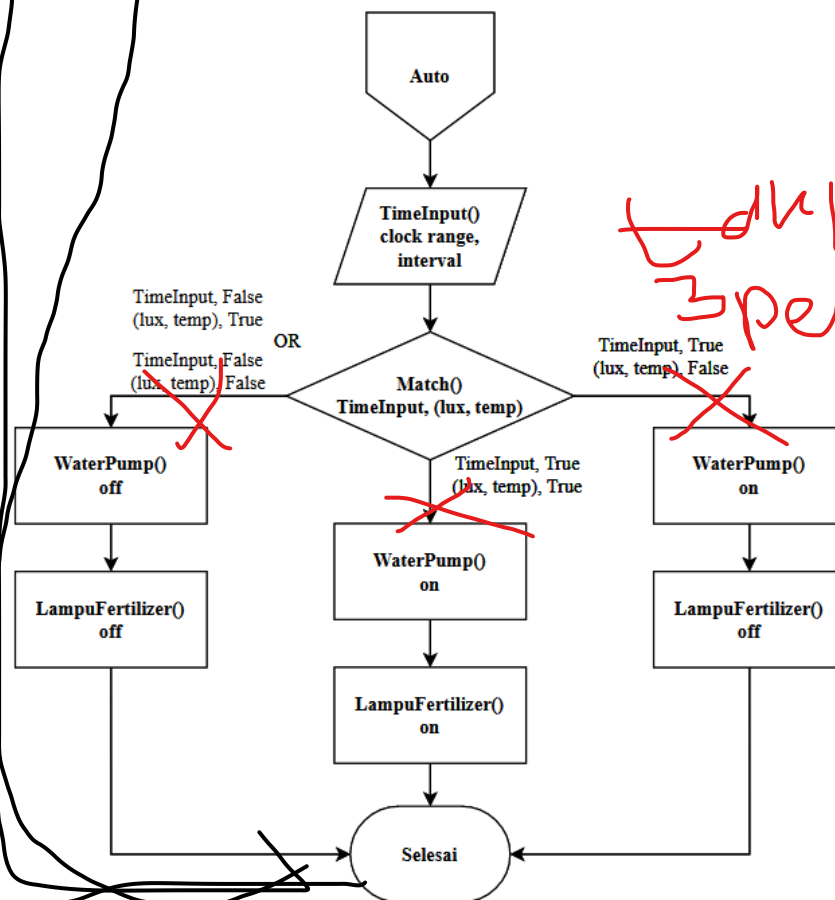 Auto
TimeInput()
clock range,
interval
TimeInput, False
(lux, temp), True
OR
TimeInput, False
(lux, temp), False
Match()
TimeInput, (lux, temp)
TimeInput, True
(lux, temp), False
TimeInput, True
(lux, temp), True
WaterPump()
off
WaterPump()
on
WaterPump()
on
LampuFertilizer()
off
LampuFertilizer()
on
LampuFertilizer()
off
Selesai